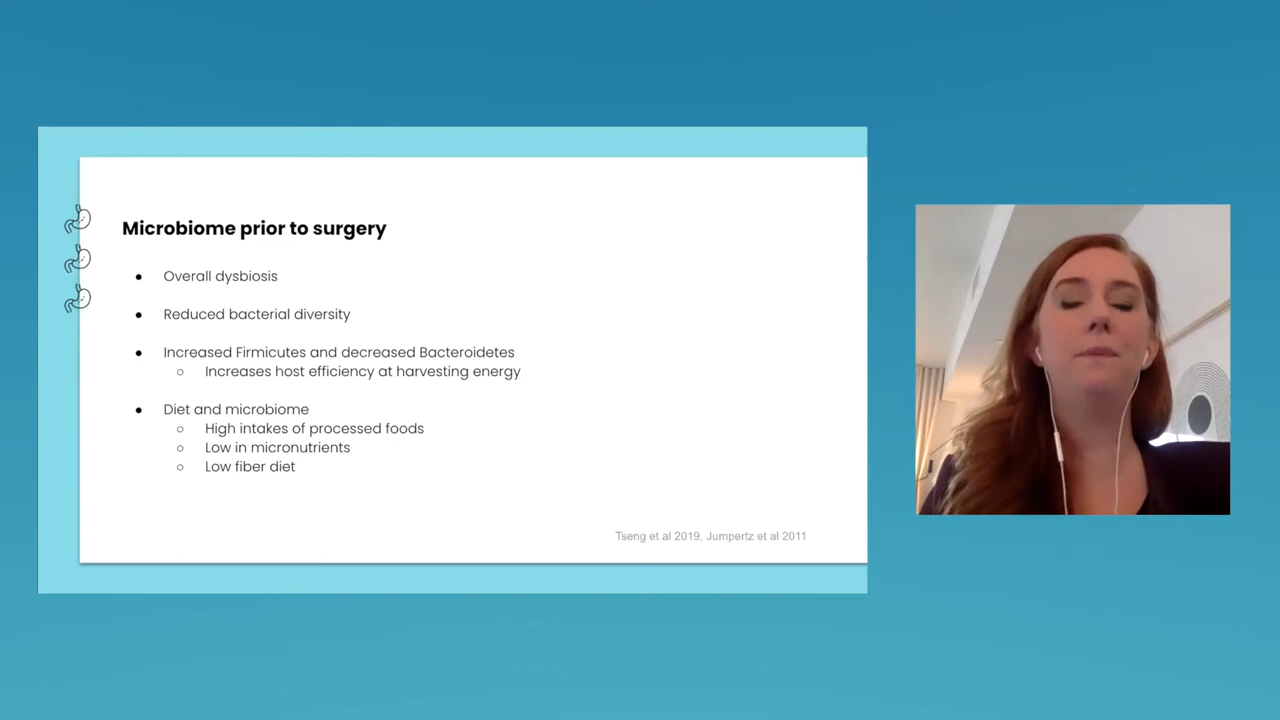 Microbiome prior to surgery
● Overall dysbiosis
● Reduced bacterial diversity
● Increased Firmicutes and decreased Bacteroidetes
○ Increases host efficiency at harvesting energy
● Diet and microbiome
○ High intakes of processed foods
○ Low in micronutrients
○ Low fiber diet
Tseng et al 2019, Jumpertz et al 2011